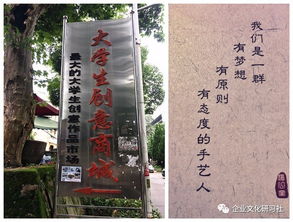 大学生创意商城
最大的大学生创意作品市场
我们是一群
有梦想
有原则
有态度的手艺人
企业文化研习社